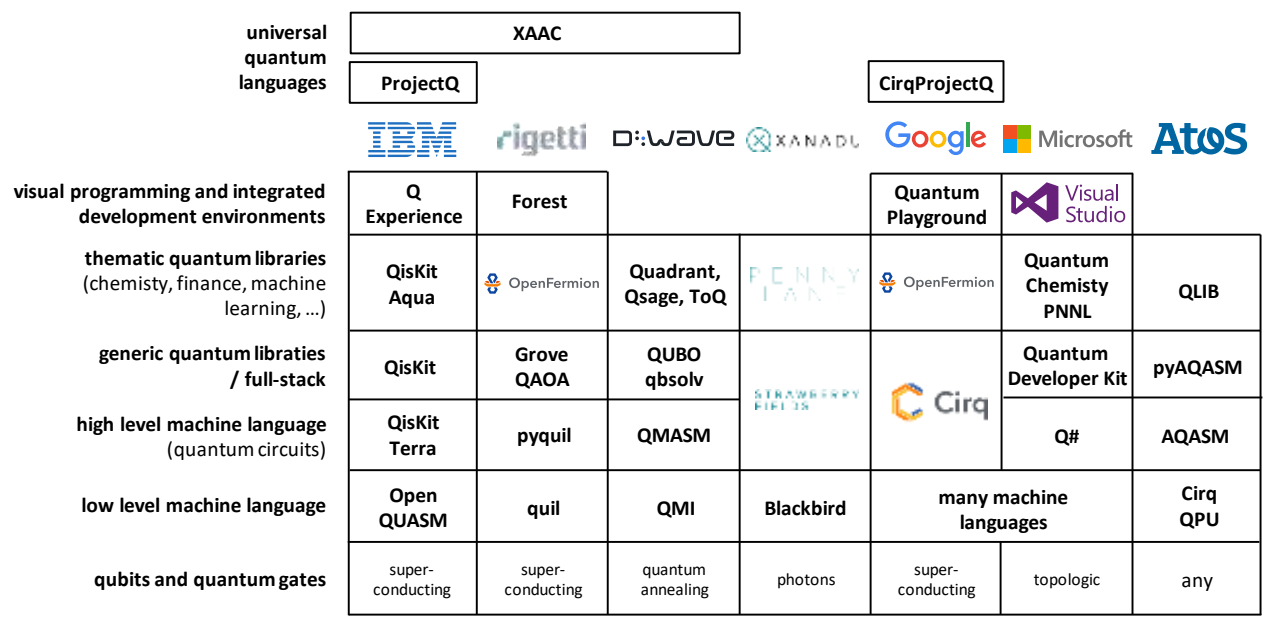 universal
quantum
languages
XAAC
ProjectQ
CirqProjectQ
IBM
rigetti
D:wave
XANADU
Google
Microsoft
Atos
visual programming and integrated
development environments
Q
Experience
Forest
Quantum
Playground
Visual
Studio
thematic quantum libraries
(chemisty, finance, machine
learning, ...)
QisKit
Aqua
OpenFermion
Quadrant,
Qsage, ToQ
PENNY
LANE
OpenFermion
Quantum
Chemisty
PNNL
QLIB
generic quantum libraties
/ full-stack
QisKit
Grove
QAOA
QUBO
qbsolv
STRAWBERRY
FIELDS
Cirq
Quantum
Developer Kit
pyAQASM
high level machine language
(quantum circuits)
QisKit
Terra
pyquil
QMASM
Q#
AQASM
low level machine language
Open
QUASM
quil
QMI
Blackbird
many machine
languages
Cirq
QPU
qubits and quantum gates
super-
conducting
super-
conducting
quantum
annealing
photons
super-
conducting
topologic
any